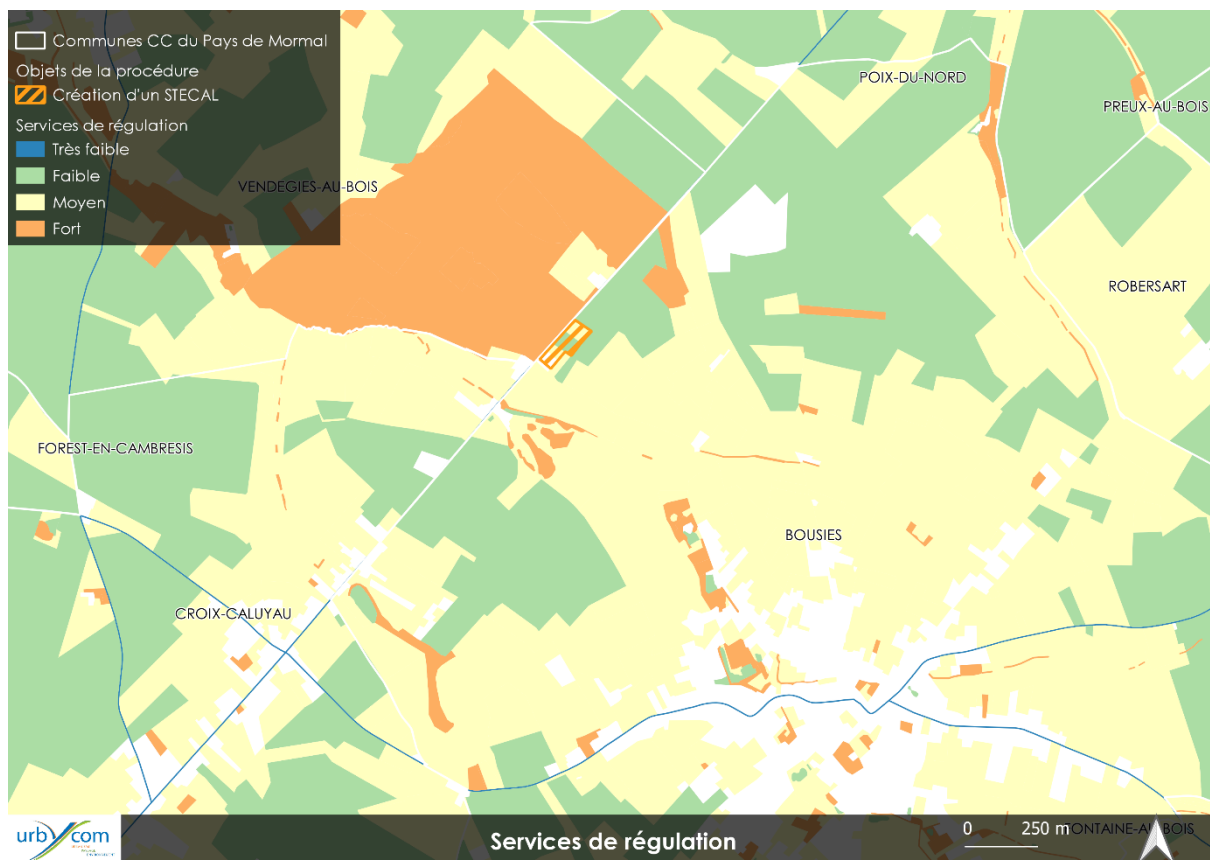 Communes CC du Pays de Mormal
Objets de la procédure
Création d'un STECAL
Services de régulation
Très faible
Faible
Moyen
Fort
POIX-DU-NORD
PREUX-AU-BOIS
VENDEGIES-AU-BOIS
ROBERSART
FOREST-EN-CAMBRESIS
BOUSIES
CROIX-CALUYAU
urbycom
Services de régulation
0 250 m
FONTAINE-AU-BOIS